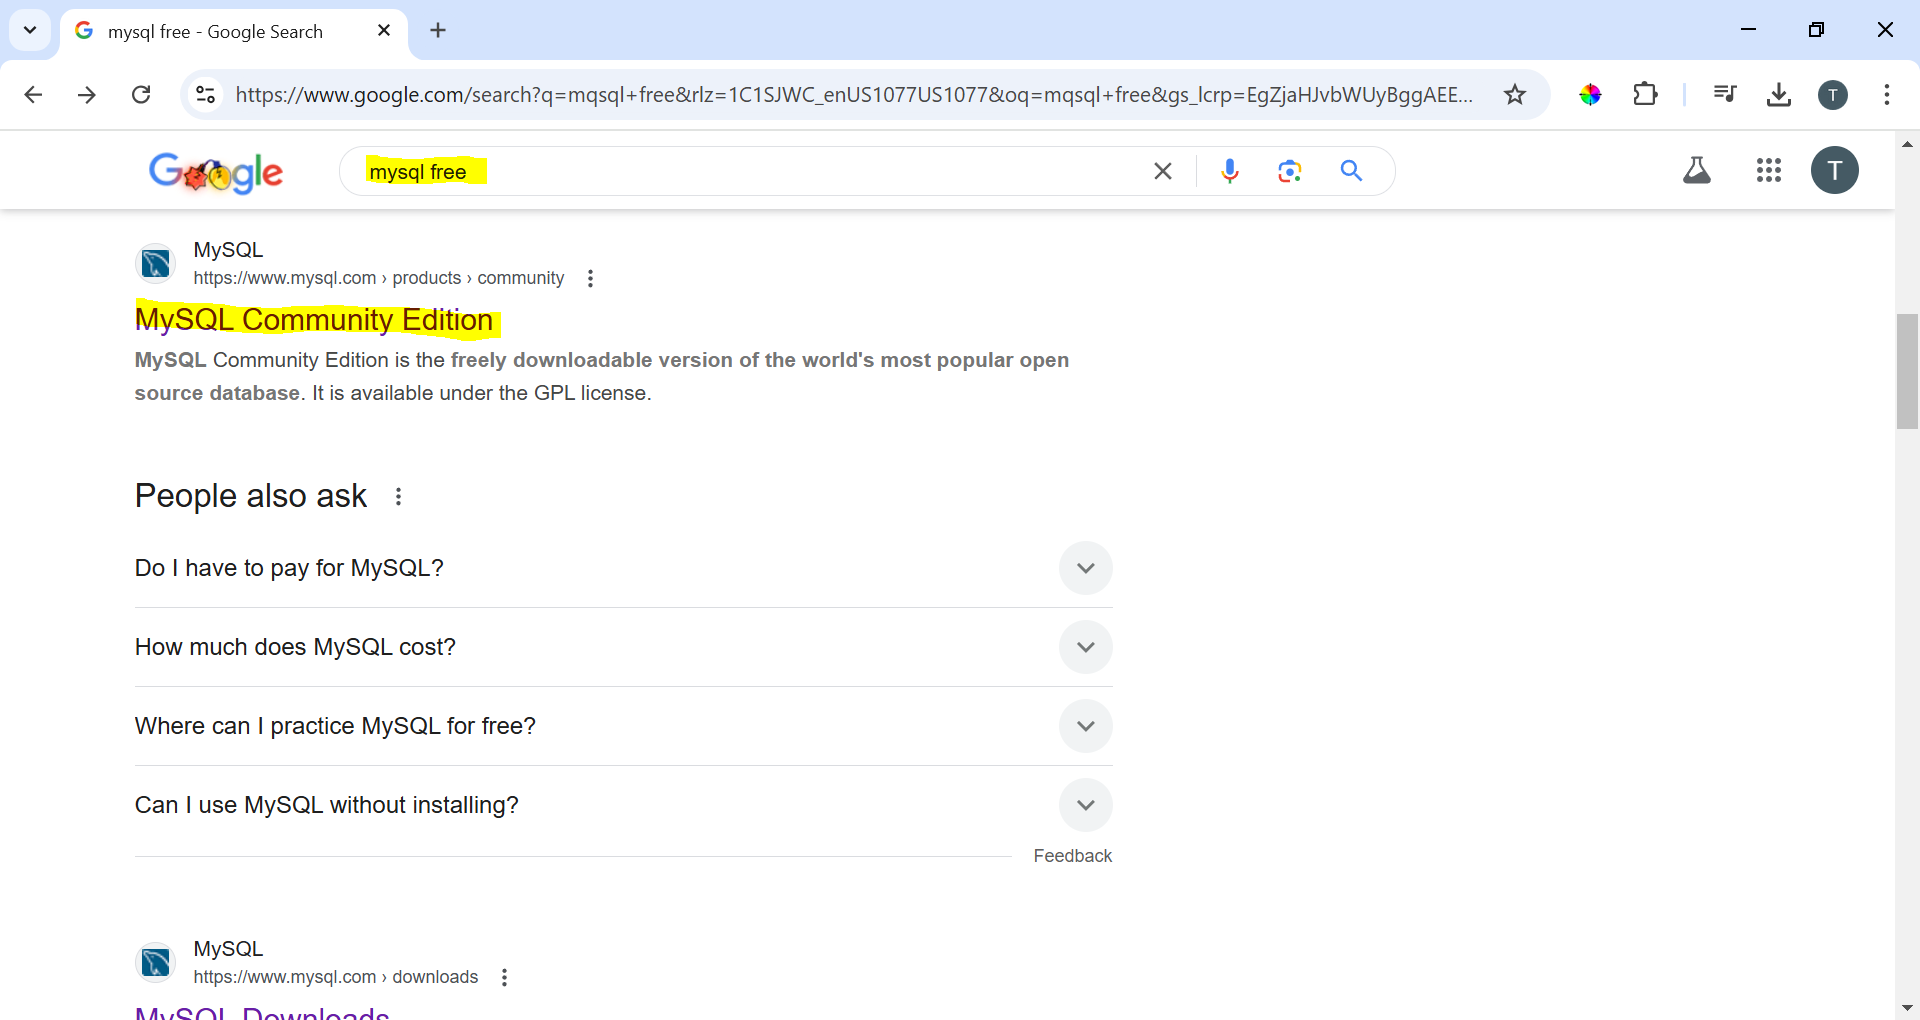 mysql free - Google Search
https://www.google.com/search?q=mqsql+free&rlz=1C1SJWC_enUS1077US1077&oq=mqsql+free&gs_lcrp=EgZjaHJvbWUyBggAEE...
T
Google
mysql free
T
MySQL
https://www.mysql.com › products › community
MySQL Community Edition
MySQL Community Edition is the freely downloadable version of the world's most popular open
source database. It is available under the GPL license.
People also ask
Do I have to pay for MySQL?
How much does MySQL cost?
Where can I practice MySQL for free?
Can I use MySQL without installing?
Feedback
MySQL
https://www.mysql.com › downloads
MySQL Downloads